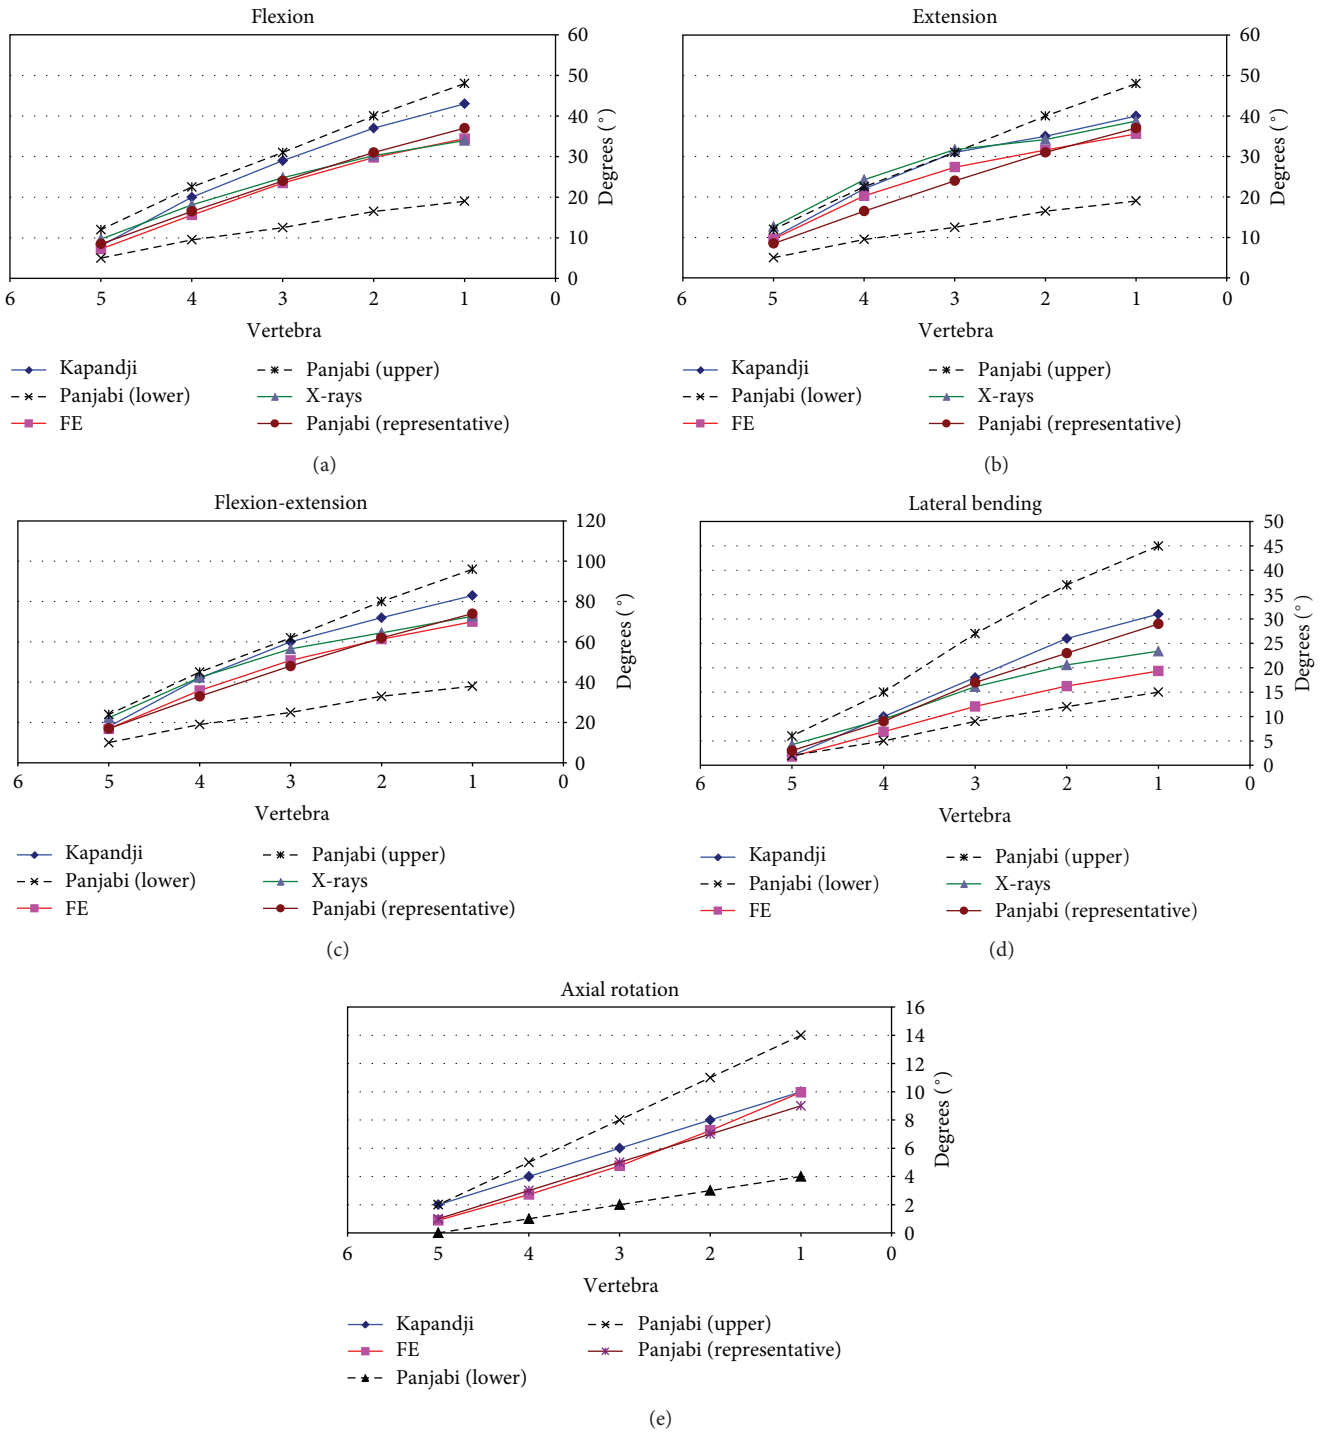 Flexion
60
50
40
30
20
10
0
Degrees (°)
6 5 4 3 2 1 0
Vertebra
Kapandji
Panjabi (lower)
FE
Panjabi (upper)
X-rays
Panjabi (representative)
(a)
Extension
60
50
40
30
20
10
0
Degrees (°)
6 5 4 3 2 1 0
Vertebra
Kapandji
Panjabi (lower)
FE
Panjabi (upper)
X-rays
Panjabi (representative)
(b)
Flexion-extension
120
100
80
60
40
20
0
Degrees (°)
6 5 4 3 2 1 0
Vertebra
Kapandji
Panjabi (lower)
FE
Panjabi (upper)
X-rays
Panjabi (representative)
(c)
Lateral bending
50
45
40
35
30
25
20
15
10
5
0
Degrees (°)
6 5 4 3 2 1 0
Vertebra
Kapandji
Panjabi (lower)
FE
Panjabi (upper)
X-rays
Panjabi (representative)
(d)
Axial rotation
16
14
12
10
8
6
4
2
0
Degrees (°)
6 5 4 3 2 1 0
Vertebra
Kapandji
FE
Panjabi (lower)
Panjabi (upper)
Panjabi (representative)
(e)